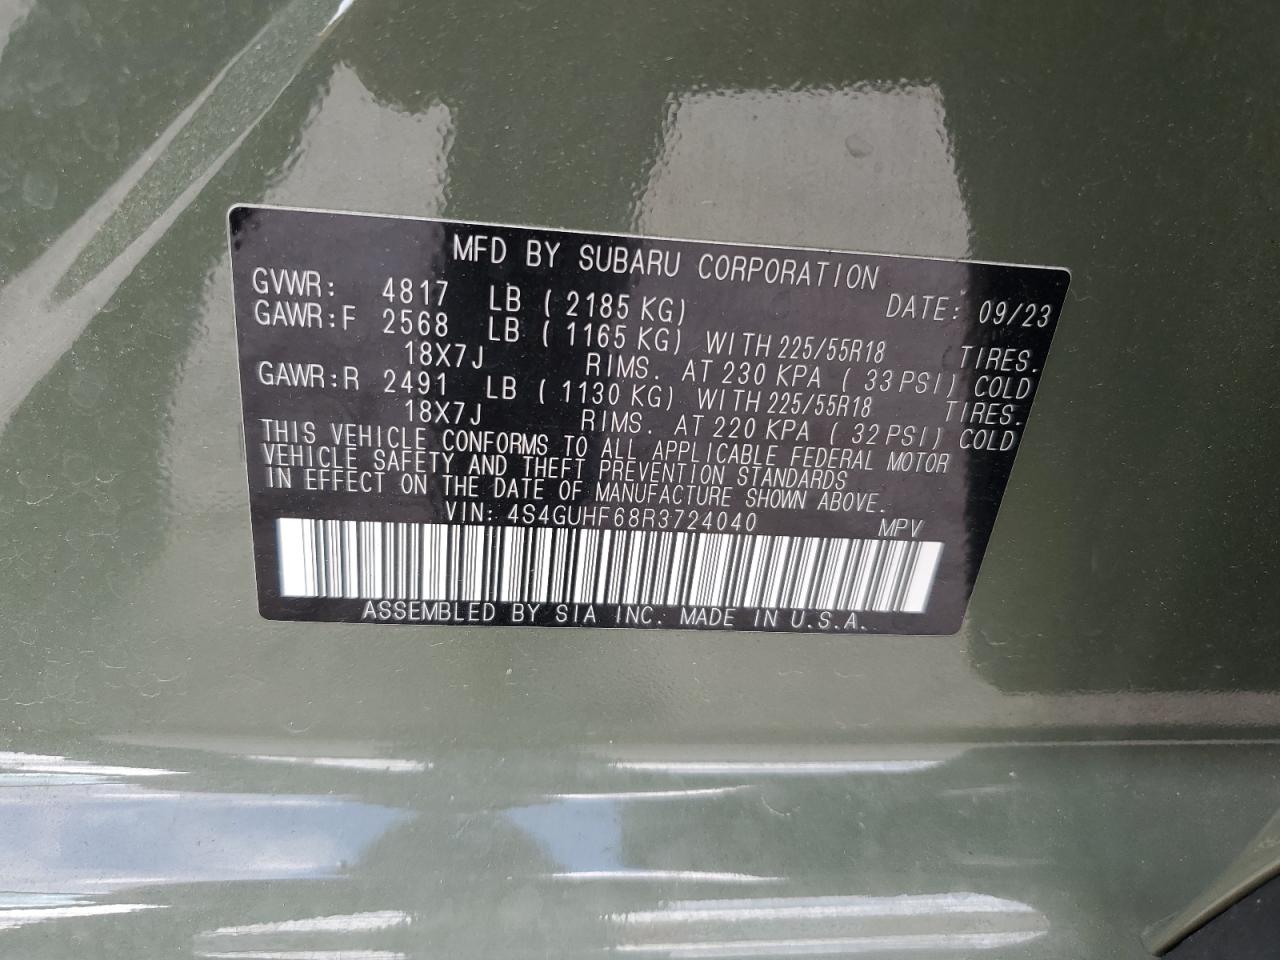 MFD BY SUBARU CORPORATION
GVWR: 4817 LB ( 2185 KG) DATE: 09/23
GAWR:F 2568 LB ( 1165 KG) WITH 225/55R18 TIRES.
18X7J RIMS. AT 230 KPA ( 33 PSI) COLD
GAWR:R 2491 LB ( 1130 KG) WITH 225/55R18 TIRES.
18X7J RIMS. AT 220 KPA ( 32 PSI) COLD
THIS VEHICLE CONFORMS TO ALL APPLICABLE FEDERAL MOTOR
VEHICLE SAFETY AND THEFT PREVENTION STANDARDS
IN EFFECT ON THE DATE OF MANUFACTURE SHOWN ABOVE.
VIN: 4S4GUHF68R3724040 MPV
ASSEMBLED BY SIA INC. MADE IN U.S.A.